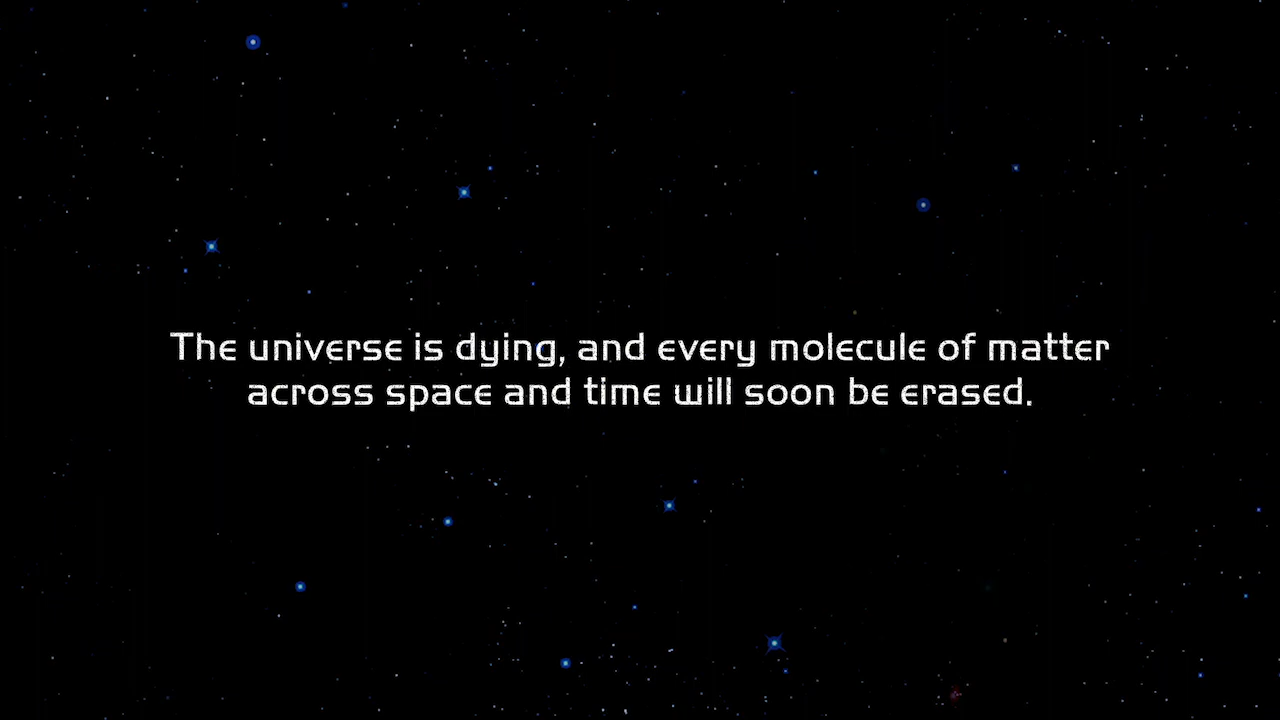 The universe is dying, and every molecule of matter
across space and time will soon be erased.